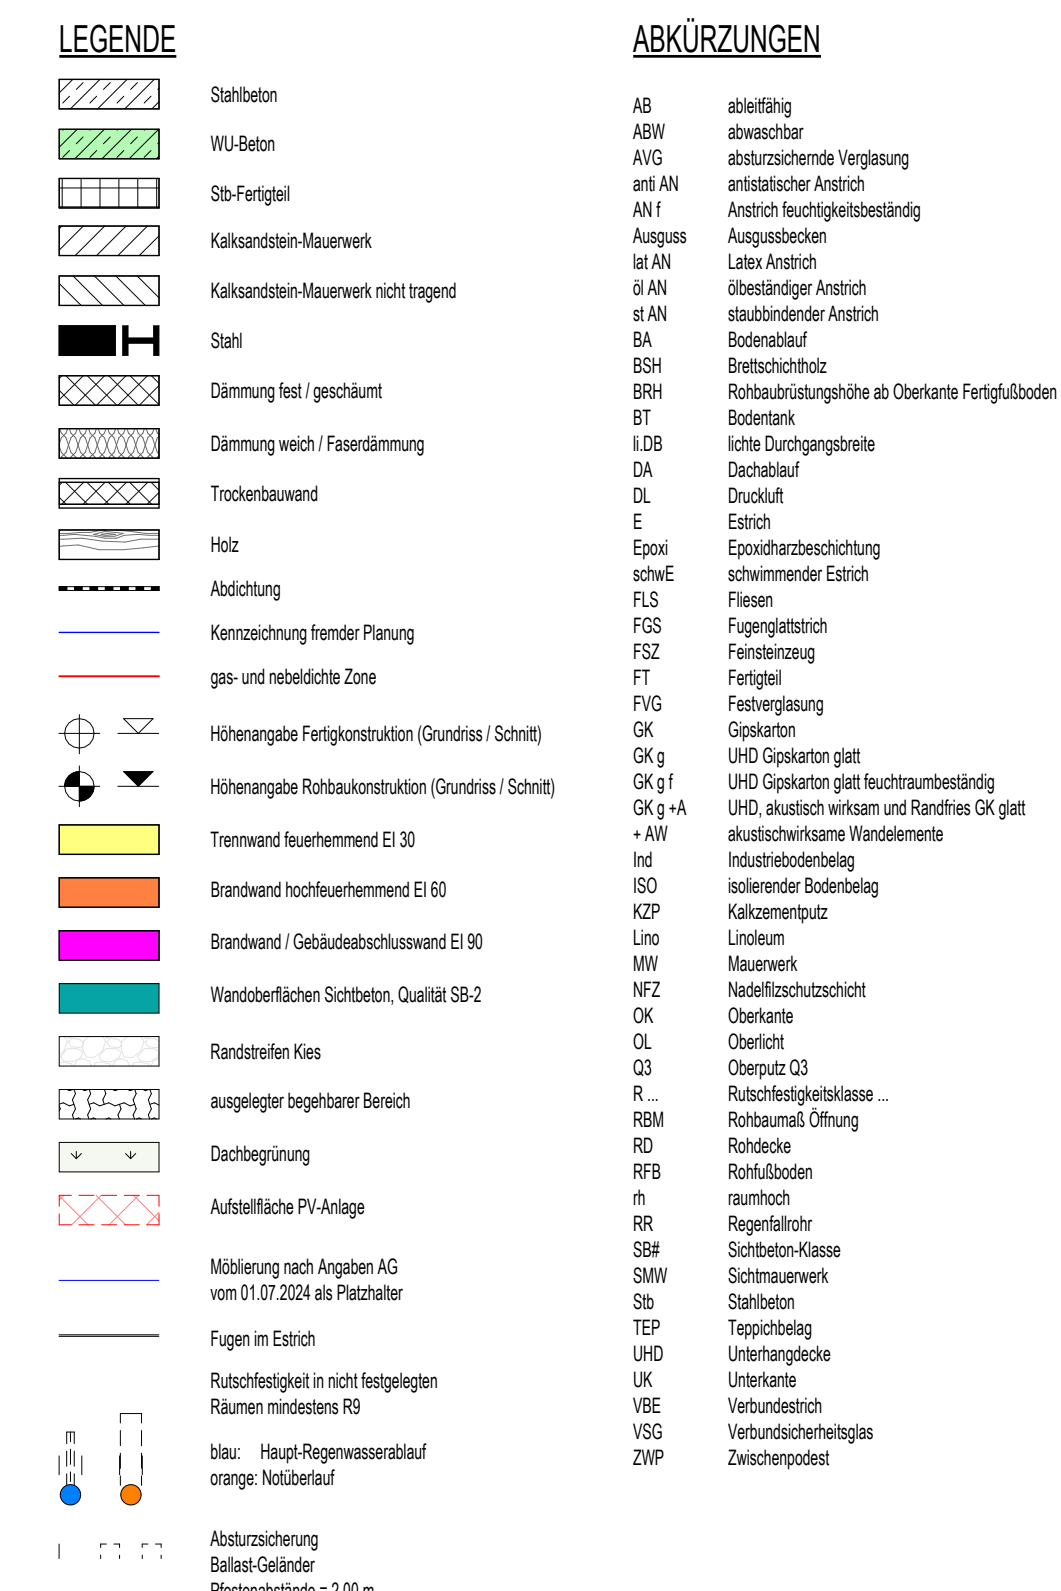 LEGENDE
Stahlbeton
WU-Beton
Stb-Fertigteil
Kalksandstein-Mauerwerk
Kalksandstein-Mauerwerk nicht tragend
Stahl
Dämmung fest / geschäumt
Dämmung weich / Faserdämmung
Trockenbauwand
Holz
Abdichtung
Kennzeichnung fremder Planung
gas- und nebeldichte Zone
Höhenangabe Fertigkonstruktion (Grundriss / Schnitt)
Höhenangabe Rohbaukonstruktion (Grundriss / Schnitt)
Trennwand feuerhemmend EI 30
Brandwand hochfeuerhemmend EI 60
Brandwand / Gebäudeabschlusswand EI 90
Wandoberflächen Sichtbeton, Qualität SB-2
Randstreifen Kies
ausgelegter begehbarer Bereich
Dachbegrünung
Aufstellfläche PV-Anlage
Möblierung nach Angaben AG
vom 01.07.2024 als Platzhalter
Fugen im Estrich
Rutschfestigkeit in nicht festgelegten
Räumen mindestens R9
blau: Haupt-Regenwasserablauf
orange: Notüberlauf
Absturzsicherung
Ballast-Geländer
Pfostenabstände = 2,00 m
ABKÜRZUNGEN
AB ableitfähig
ABW abwaschbar
AVG absturzsichernde Verglasung
anti AN antistatischer Anstrich
AN f Anstrich feuchtigkeitsbeständig
Ausguss Ausgussbecken
lat AN Latex Anstrich
öl AN ölbeständiger Anstrich
st AN staubbindender Anstrich
BA Bodenablauf
BSH Brettschichtholz
BRH Rohbaubrüstungshöhe ab Oberkante Fertigfußboden
BT Bodentank
li.DB lichte Durchgangsbreite
DA Dachablauf
DL Druckluft
E Estrich
Epoxi Epoxidharzbeschichtung
schwE schwimmender Estrich
FLS Fliesen
FGS Fugenglattstrich
FSZ Feinsteinzeug
FT Fertigteil
FVG Festverglasung
GK Gipskarton
GK g UHD Gipskarton glatt
GK g f UHD Gipskarton glatt feuchtraumbeständig
GK g +A UHD, akustisch wirksam und Randfries GK glatt
+ AW akustischwirksame Wandelemente
Ind Industriebodenbelag
ISO isolierender Bodenbelag
KZP Kalkzementputz
Lino Linoleum
MW Mauerwerk
NFZ Nadelfilzschutzschicht
OK Oberkante
OL Oberlicht
Q3 Oberputz Q3
R ... Rutschfestigkeitsklasse ...
RBM Rohbaumaß Öffnung
RD Rohdecke
RFB Rohfußboden
rh raumhoch
RR Regenfallrohr
SB# Sichtbeton-Klasse
SMW Sichtmauerwerk
Stb Stahlbeton
TEP Teppichbelag
UHD Unterhangdecke
UK Unterkante
VBE Verbundestrich
VSG Verbundsicherheitsglas
ZWP Zwischenpodest